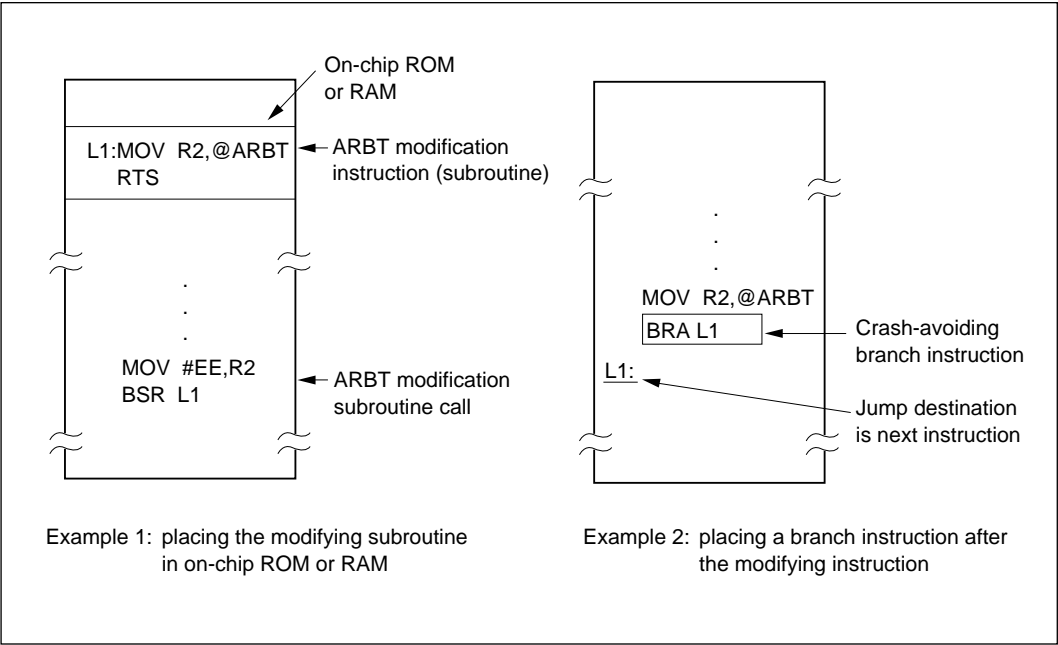 On-chip ROM
or RAM
L1:MOV R2,@ARBT
RTS
ARBT modification
instruction (subroutine)
.
.
.
MOV #EE,R2
BSR L1
ARBT modification
subroutine call
Example 1: placing the modifying subroutine
in on-chip ROM or RAM
.
.
.
MOV R2,@ARBT
BRA L1
Crash-avoiding
branch instruction
L1:
Jump destination
is next instruction
Example 2: placing a branch instruction after
the modifying instruction